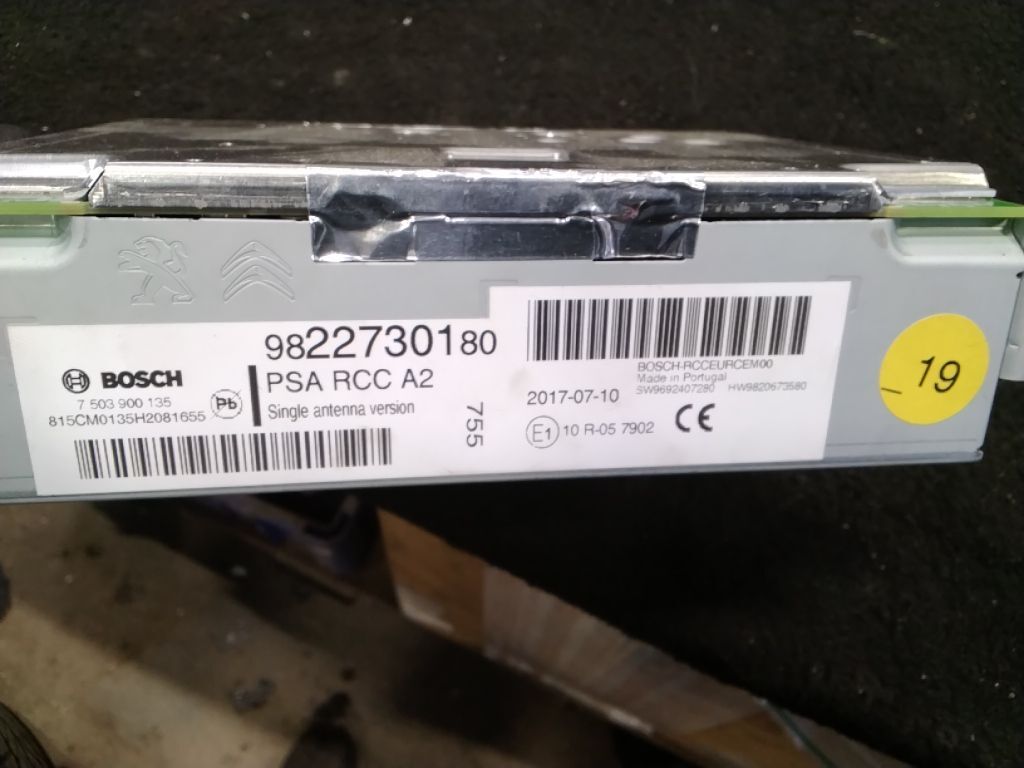 9822730180
BOSCH
PSA RCC A2
7 503 900 135
Pb
Single antenna version
815CM0135H2081655
755
BOSCH-RCCEURCEM00
Made in Portugal
2017-07-10
SW9692407280 HW9820673580
E1 10 R-05 7902 CE
19